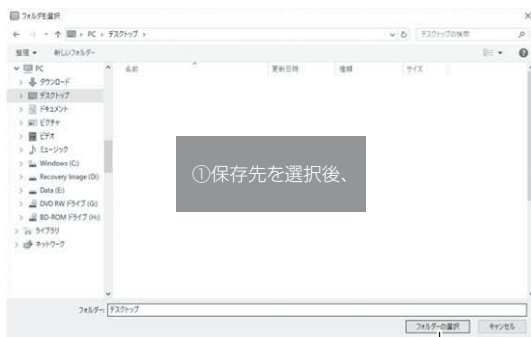 フォルダを選択
PC › デスクトップ ›
デスクトップの検索
整理
新しいフォルダー
名前
更新日時
種類
サイズ
PC
ダウンロード
デスクトップ
ドキュメント
ピクチャ
ビデオ
ミュージック
Windows (C:)
Recovery Image (D:)
Data (E:)
DVD RW ドライブ (G:)
BD-ROM ドライブ (H:)
ライブラリ
ネットワーク
①保存先を選択後、
フォルダー: デスクトップ
フォルダーの選択
キャンセル